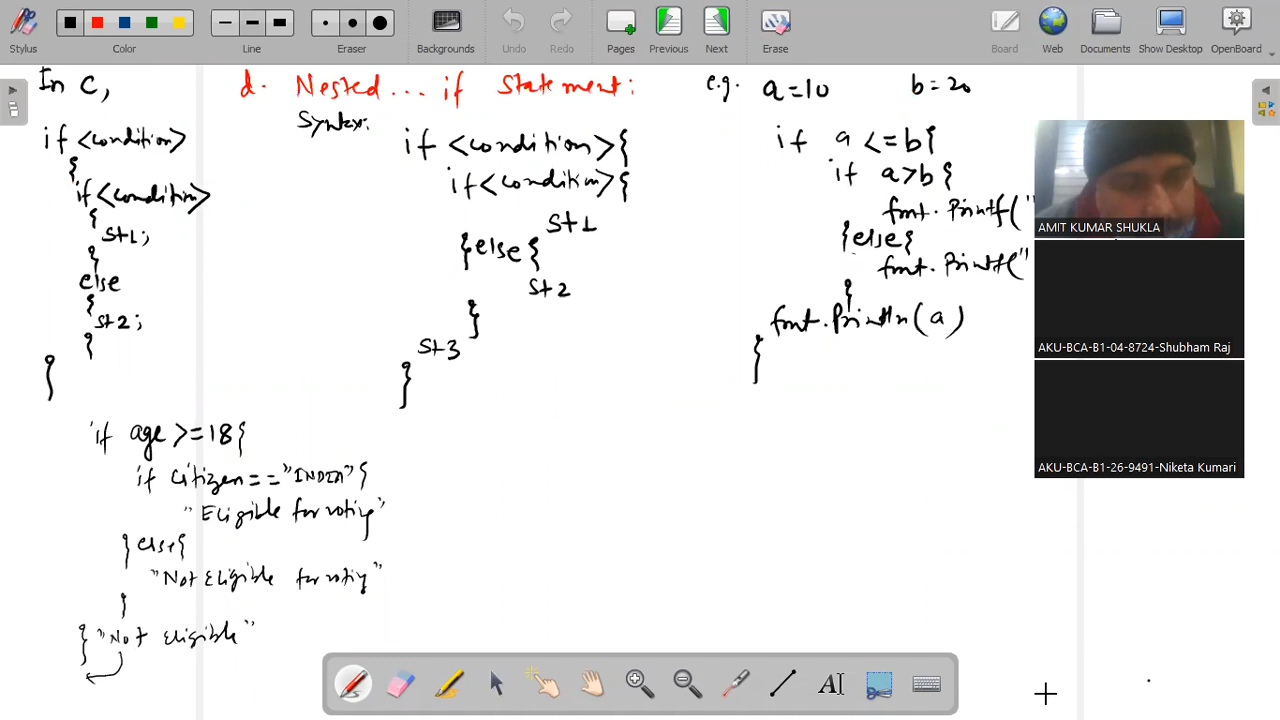 Stylus
Color
Line
Eraser
Backgrounds
Undo
Redo
Pages
Previous
Next
Erase
Board
Web
Documents
Show Desktop
OpenBoard
In C,
if <condition>
{
if <condition>
{
St1;
}
else
{
St2;
}
}
d. Nested... if Statement:
Syntax:
if <condition>{
if <condition>{
St1
}else{
St2
}
St3
}
e.g. a=10 b=20
if a <=b{
if a>b{
fmt.Printf("
}else{
fmt.Printf("
}
fmt.Println(a)
}
if age >=18{
if Citizen=="INDIA"{
"Eligible for voting"
}else{
"Not Eligible for voting"
}
} "Not Eligible"
AMIT KUMAR SHUKLA
AKU-BCA-B1-04-8724-Shubham Raj
AKU-BCA-B1-26-9491-Niketa Kumari
AI